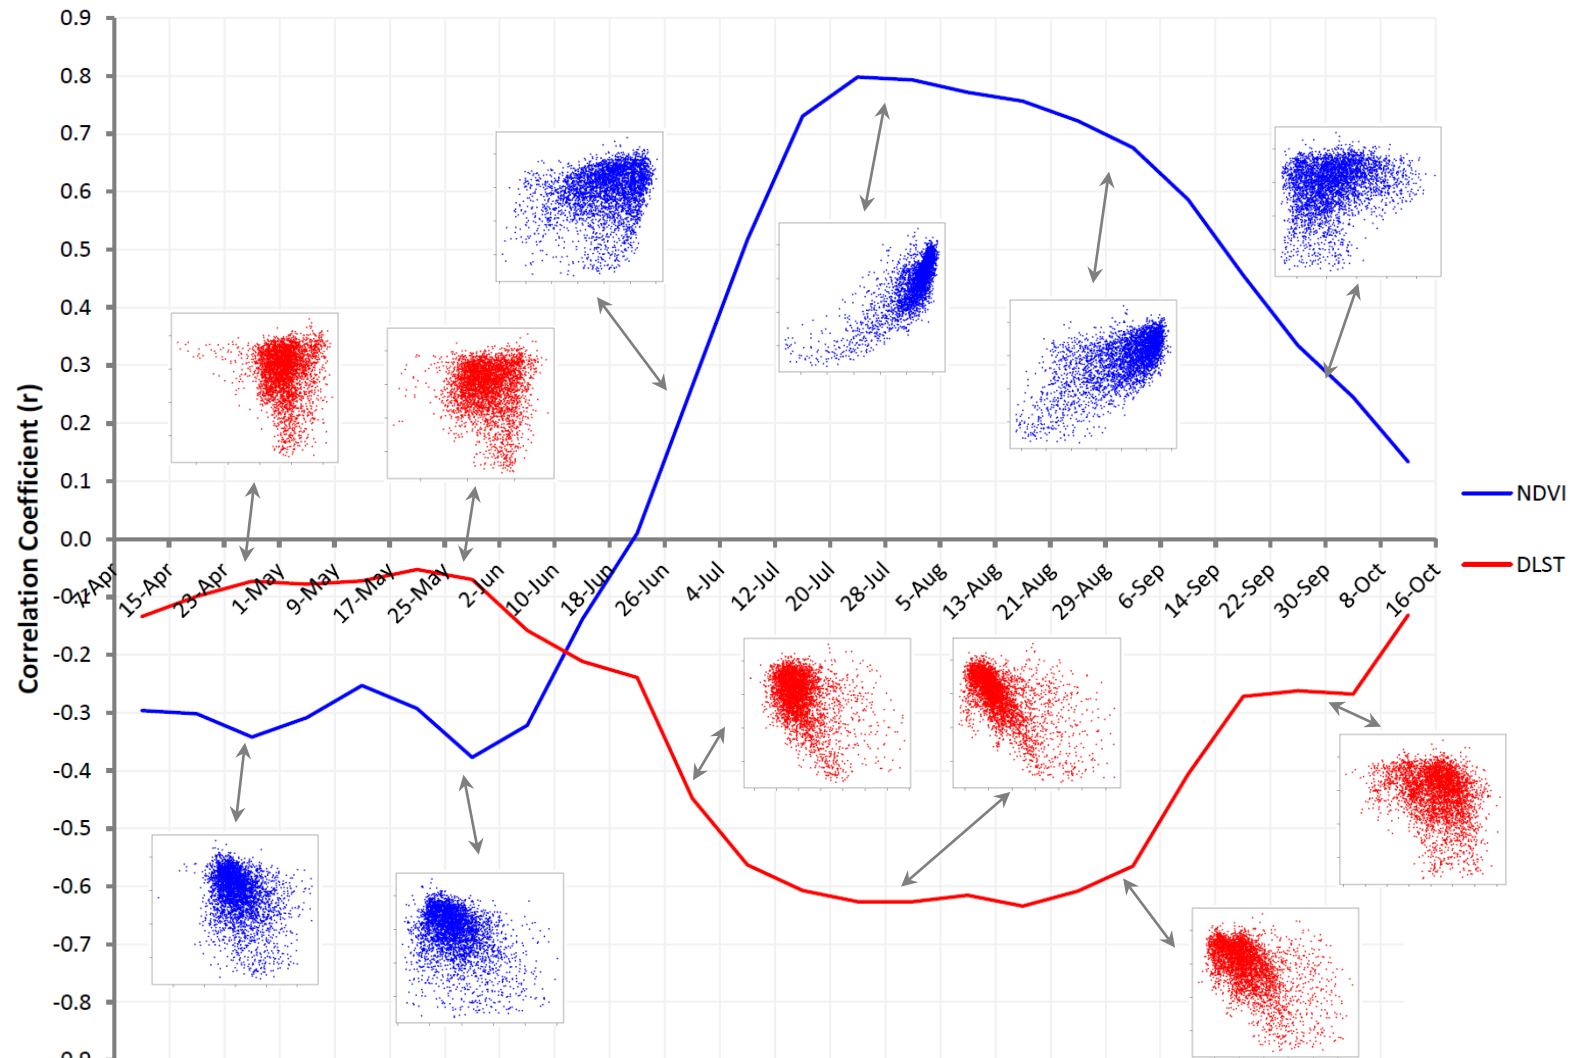 0.9
0.8
0.7
0.6
0.5
0.4
0.3
0.2
0.1
0.0
-0.1
-0.2
-0.3
-0.4
-0.5
-0.6
-0.7
-0.8
-0.9
Correlation Coefficient (r)
7-Apr
15-Apr
23-Apr
1-May
9-May
17-May
25-May
2-Jun
10-Jun
18-Jun
26-Jun
4-Jul
12-Jul
20-Jul
28-Jul
5-Aug
13-Aug
21-Aug
29-Aug
6-Sep
14-Sep
22-Sep
30-Sep
8-Oct
16-Oct
NDVI
DLST